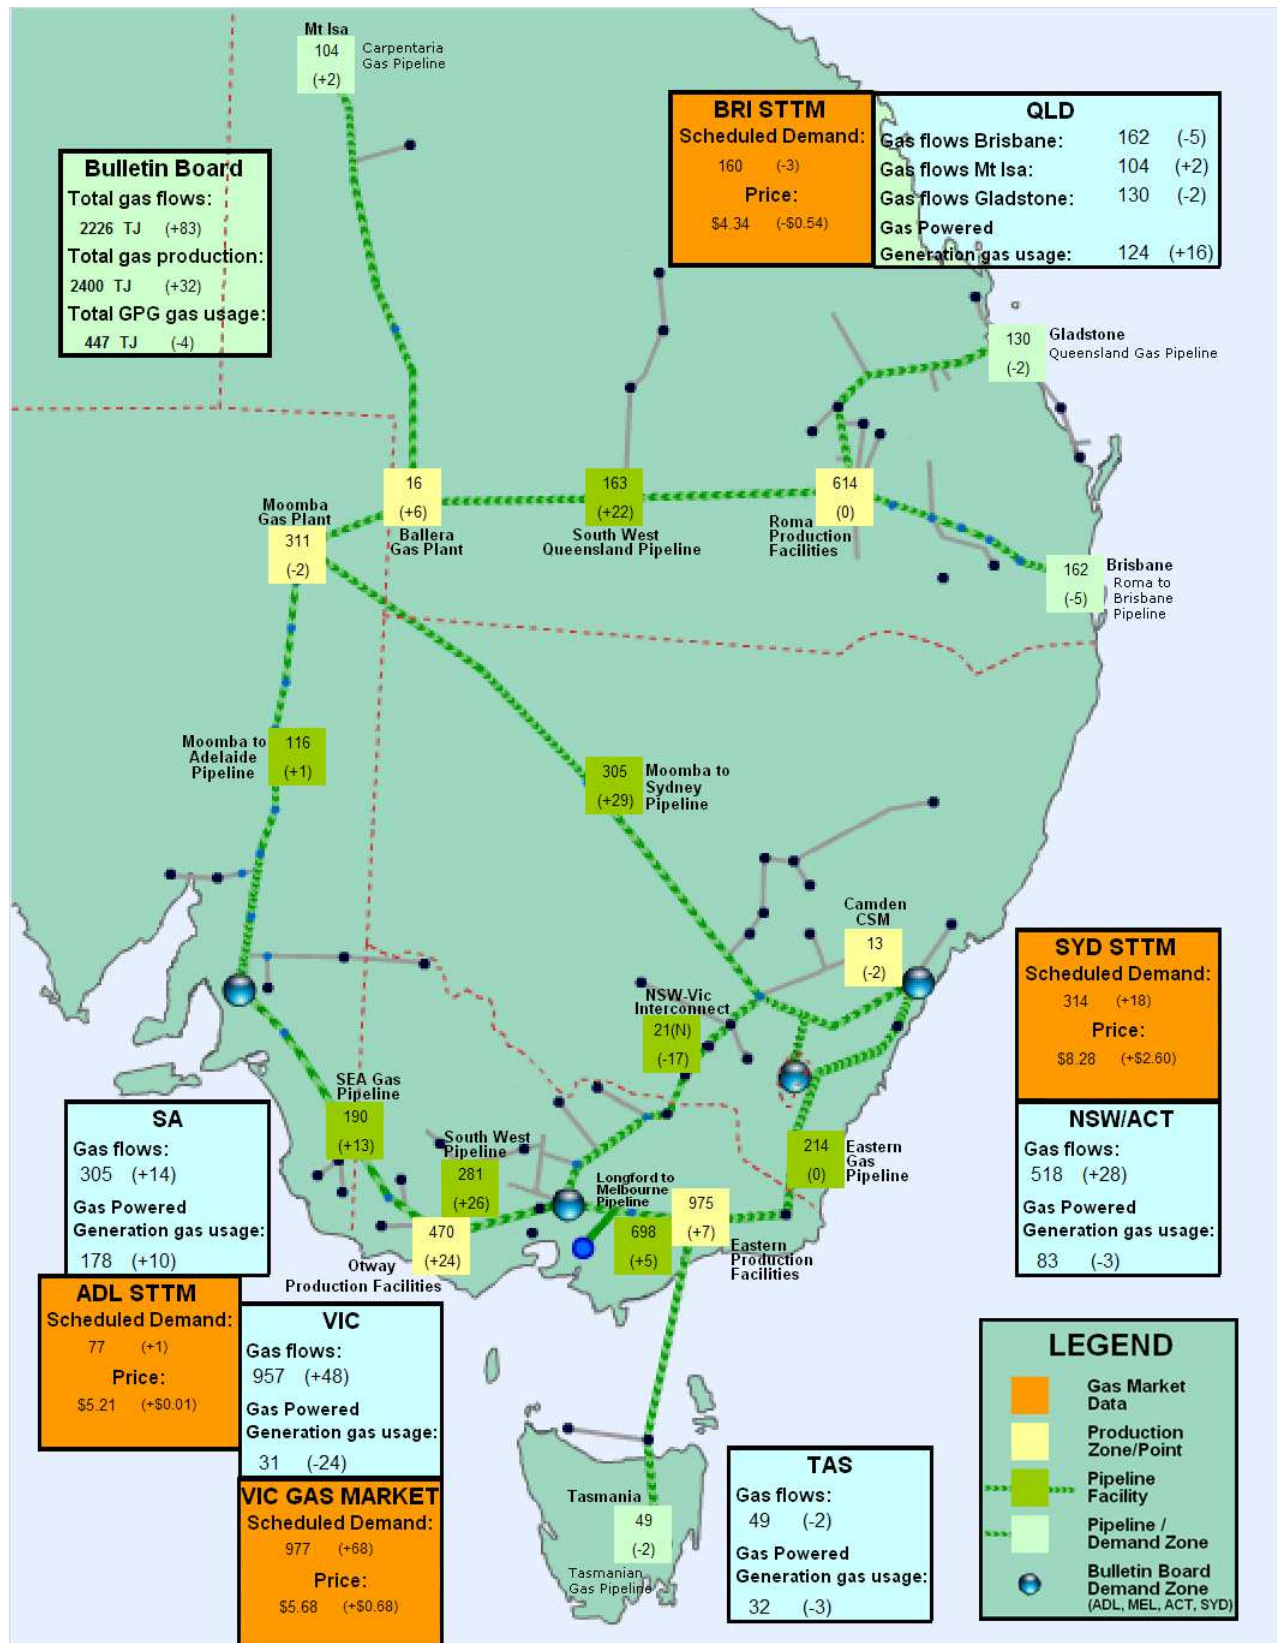 Mt Isa
104
(+2)
Carpentaria
Gas Pipeline
BRI STTM
Scheduled Demand:
160 (-3)
Price:
$4.34 (-$0.54)
QLD
Gas flows Brisbane: 162 (-5)
Gas flows Mt Isa: 104 (+2)
Gas flows Gladstone: 130 (-2)
Gas Powered
Generation gas usage: 124 (+16)
Bulletin Board
Total gas flows:
2226 TJ (+83)
Total gas production:
2400 TJ (+32)
Total GPG gas usage:
447 TJ (-4)
130
(-2)
Gladstone
Queensland Gas Pipeline
16
(+6)
Ballera
Gas Plant
163
(+22)
South West
Queensland Pipeline
614
(0)
Roma
Production
Facilities
Moomba
Gas Plant
311
(-2)
162
(-5)
Brisbane
Roma to
Brisbane
Pipeline
Moomba to
Adelaide
Pipeline
116
(+1)
305
(+29)
Moomba to
Sydney
Pipeline
Camden
CSM
13
(-2)
NSW-Vic
Interconnect
21(N)
(-17)
SYD STTM
Scheduled Demand:
314 (+18)
Price:
$8.28 (+$2.60)
NSW/ACT
Gas flows:
518 (+28)
Gas Powered
Generation gas usage:
83 (-3)
SEA Gas
Pipeline
190
(+13)
South West
Pipeline
281
(+26)
Longford to
Melbourne
Pipeline
698
(+5)
975
(+7)
Eastern
Production
Facilities
214
(0)
Eastern
Gas
Pipeline
470
(+24)
Otway
Production Facilities
SA
Gas flows:
305 (+14)
Gas Powered
Generation gas usage:
178 (+10)
ADL STTM
Scheduled Demand:
77 (+1)
Price:
$5.21 (+$0.01)
VIC
Gas flows:
957 (+48)
Gas Powered
Generation gas usage:
31 (-24)
VIC GAS MARKET
Scheduled Demand:
977 (+68)
Price:
$5.68 (+$0.68)
Tasmania
49
(-2)
Tasmanian
Gas Pipeline
TAS
Gas flows:
49 (-2)
Gas Powered
Generation gas usage:
32 (-3)
LEGEND
Gas Market
Data
Production
Zone/Point
Pipeline
Facility
Pipeline /
Demand Zone
Bulletin Board
Demand Zone
(ADL, MEL, ACT, SYD)